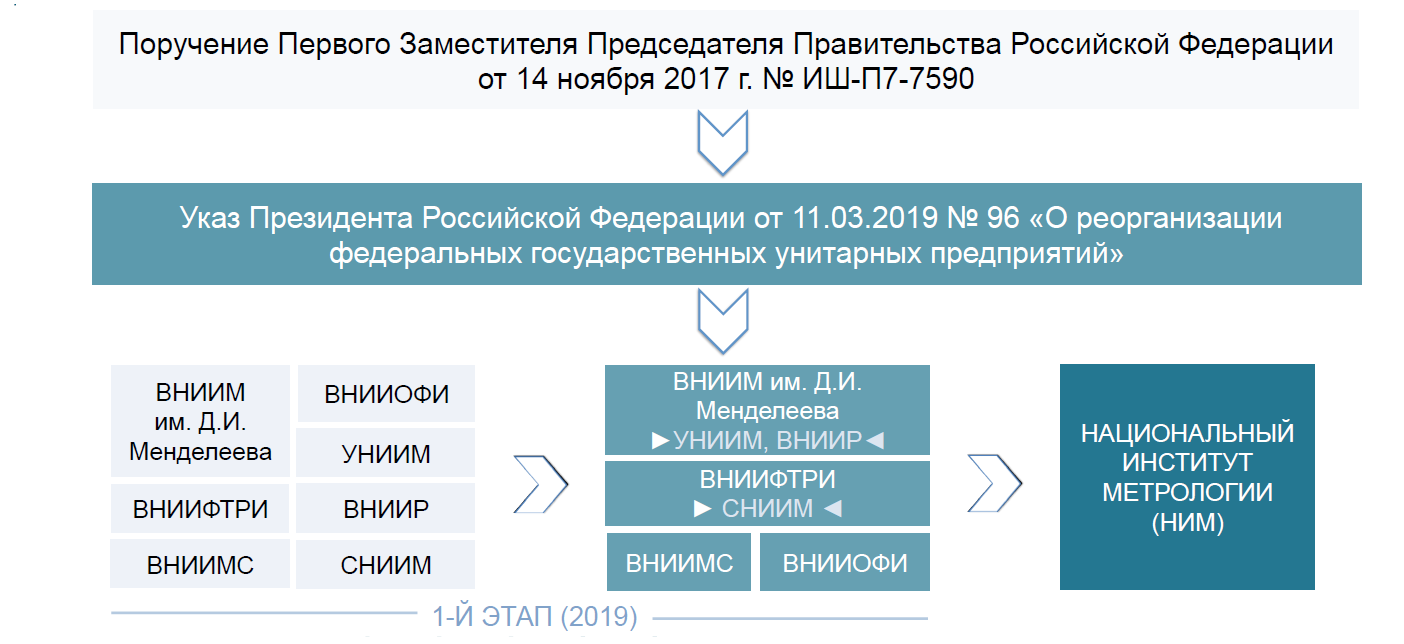 Поручение Первого Заместителя Председателя Правительства Российской Федерации
от 14 ноября 2017 г. № ИШ-П7-7590
Указ Президента Российской Федерации от 11.03.2019 № 96 «О реорганизации
федеральных государственных унитарных предприятий»
ВНИИМ
им. Д.И.
Менделеева
ВНИИОФИ
УНИИМ
ВНИИФТРИ
ВНИИР
ВНИИМС
СНИИМ
ВНИИМ им. Д.И.
Менделеева
►УНИИМ, ВНИИР◄
ВНИИФТРИ
► СНИИМ ◄
ВНИИМС
ВНИИОФИ
НАЦИОНАЛЬНЫЙ
ИНСТИТУТ
МЕТРОЛОГИИ
(НИМ)
1-Й ЭТАП (2019)